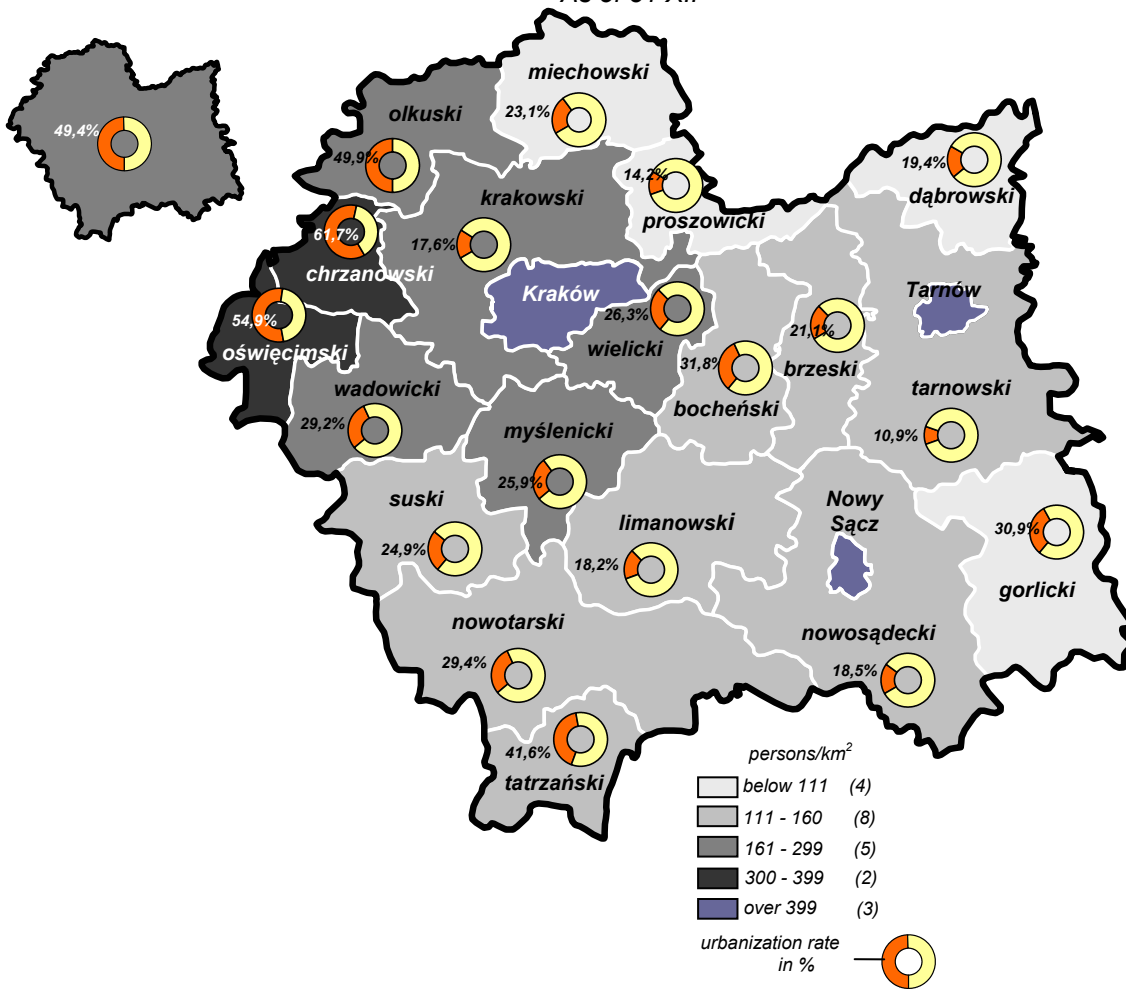 miechowski
23,1%
olkuski
49,4%
49,9%
14,2%
19,4%
dąbrowski
krakowski
proszowicki
61,7%
17,6%
chrzanowski
Kraków
Tarnów
26,3%
54,9%
21,1%
oświęcimski
wielicki
31,8%
brzeski
wadowicki
tarnowski
bocheński
29,2%
myślenicki
10,9%
25,9%
suski
limanowski
Nowy
Sącz
30,9%
24,9%
18,2%
gorlicki
nowotarski
nowosądecki
29,4%
18,5%
41,6%
tatrzański
persons/km²
below 111 (4)
111 - 160 (8)
161 - 299 (5)
300 - 399 (2)
over 399 (3)
urbanization rate
in %